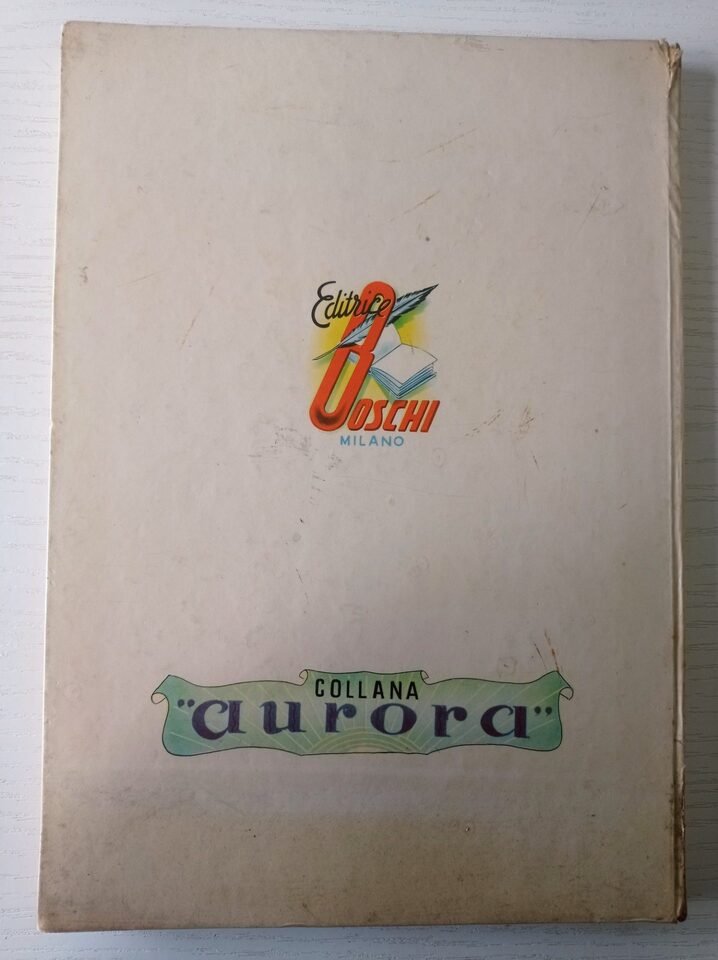 Editrice
BOSCHI
MILANO
COLLANA
"aurora"